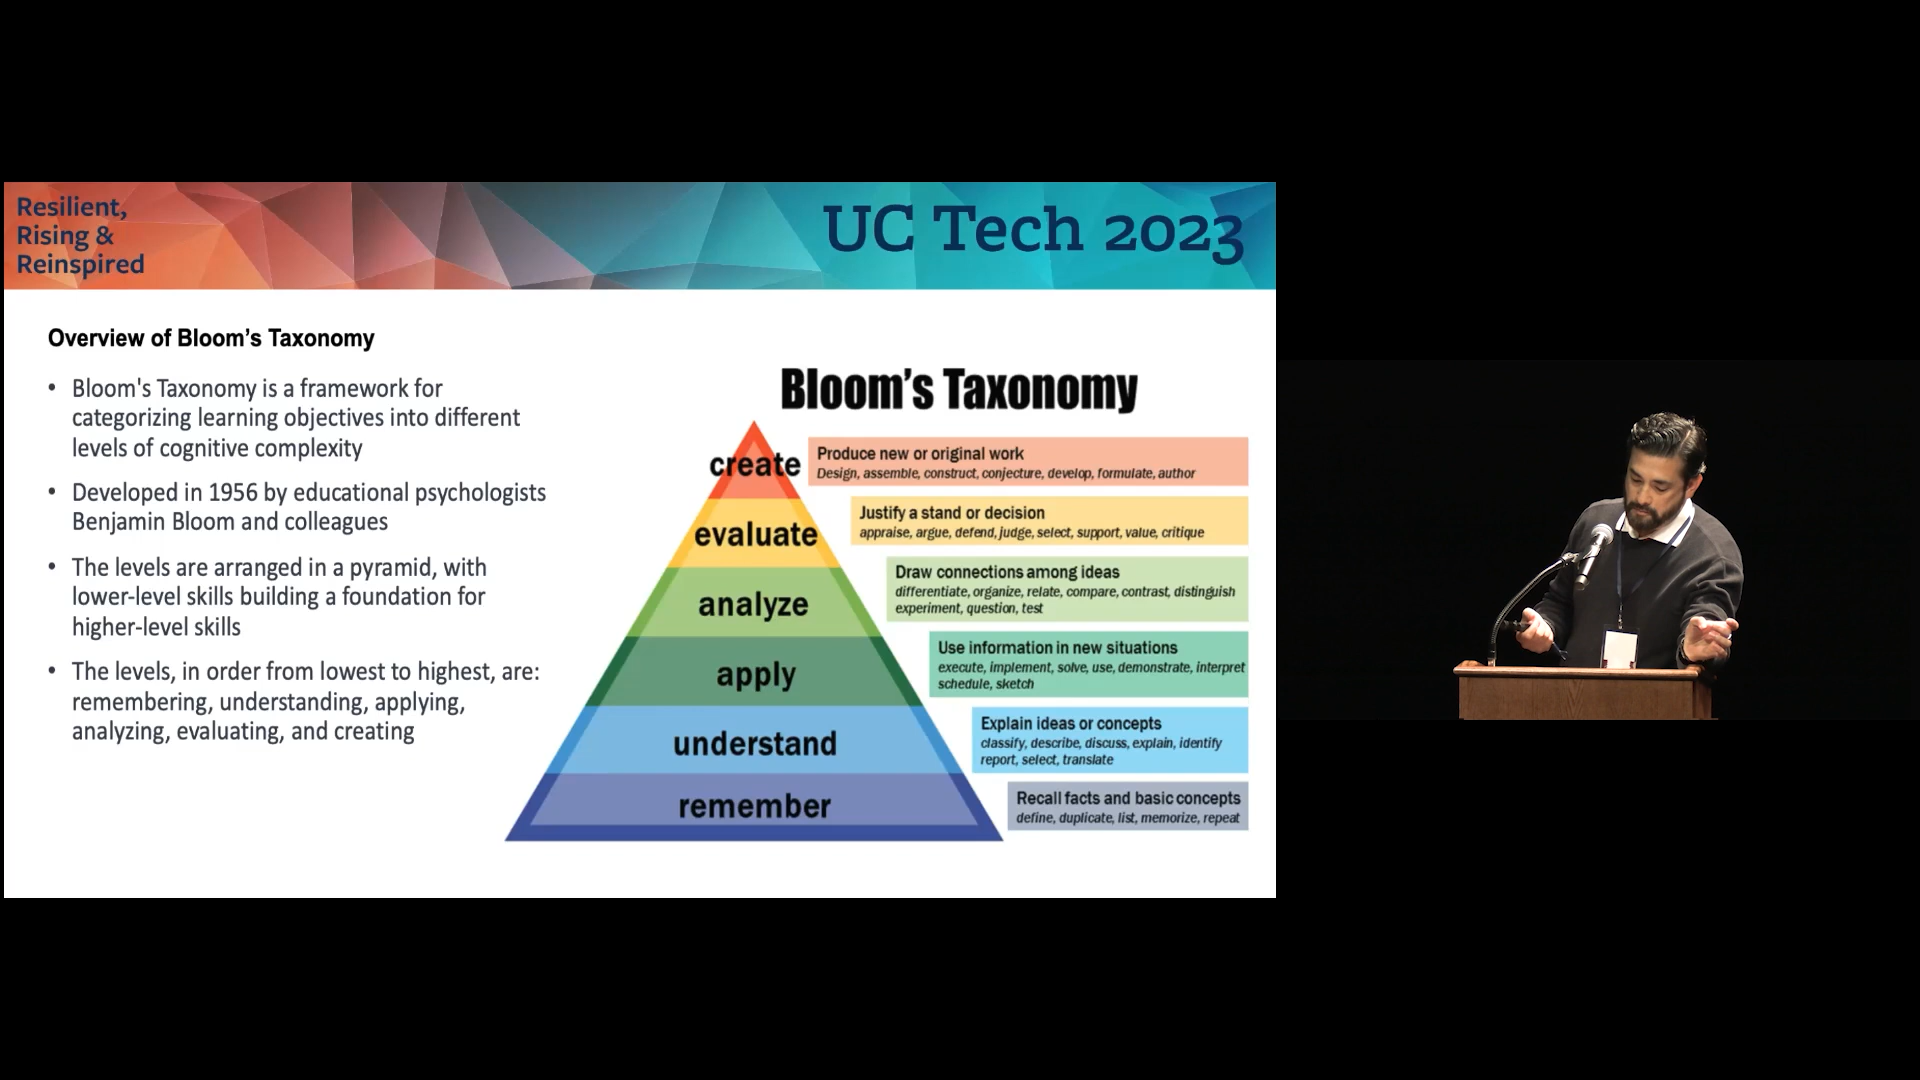 Resilient,
Rising &
Reinspired
UC Tech 2023
Overview of Bloom’s Taxonomy
• Bloom's Taxonomy is a framework for
categorizing learning objectives into different
levels of cognitive complexity
• Developed in 1956 by educational psychologists
Benjamin Bloom and colleagues
• The levels are arranged in a pyramid, with
lower-level skills building a foundation for
higher-level skills
• The levels, in order from lowest to highest, are:
remembering, understanding, applying,
analyzing, evaluating, and creating
Bloom’s Taxonomy
create
Produce new or original work
Design, assemble, construct, conjecture, develop, formulate, author
evaluate
Justify a stand or decision
appraise, argue, defend, judge, select, support, value, critique
analyze
Draw connections among ideas
differentiate, organize, relate, compare, contrast, distinguish
experiment, question, test
apply
Use information in new situations
execute, implement, solve, use, demonstrate, interpret
schedule, sketch
understand
Explain ideas or concepts
classify, describe, discuss, explain, identify
report, select, translate
remember
Recall facts and basic concepts
define, duplicate, list, memorize, repeat